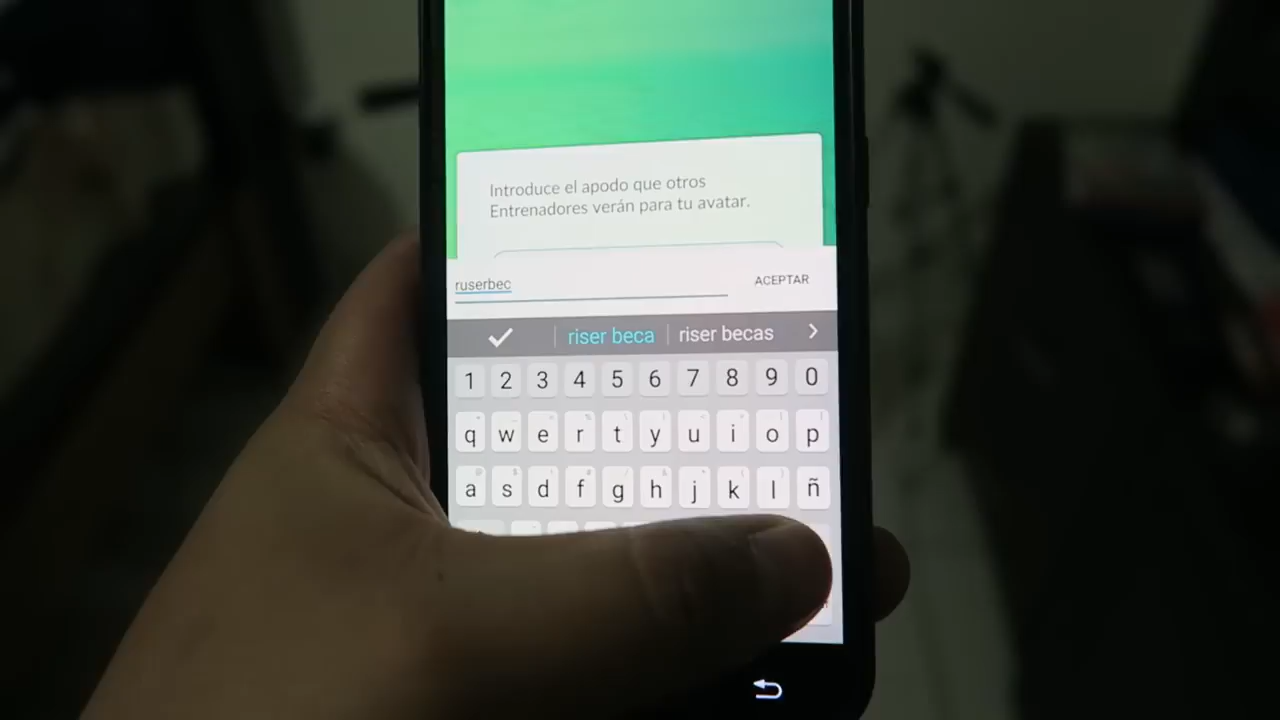 Introduce el apodo que otros
Entrenadores verán para tu avatar.
ruserbec
ACEPTAR
riser beca
riser becas
1 2 3 4 5 6 7 8 9 0
q w e r t y u i o p
a s d f g h j k l ñ